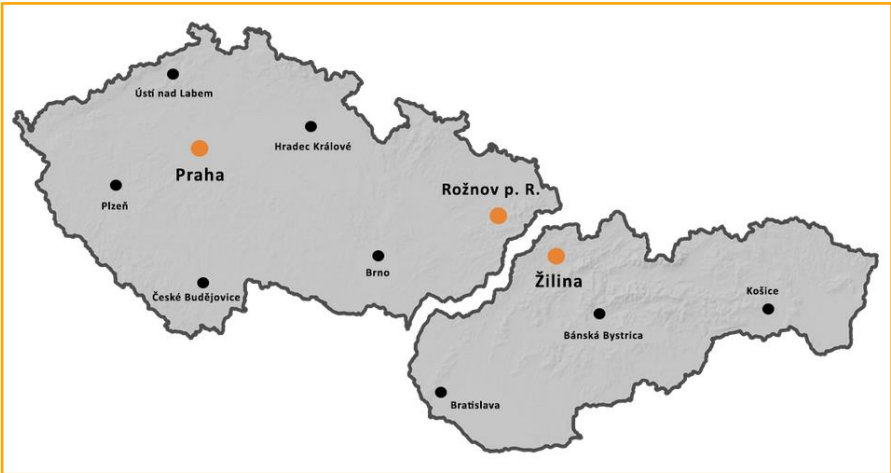 Ústí nad Labem
Hradec Králové
Praha
Rožnov p. R.
Plzeň
Brno
Žilina
České Budějovice
Košice
Bánská Bystrica
Bratislava